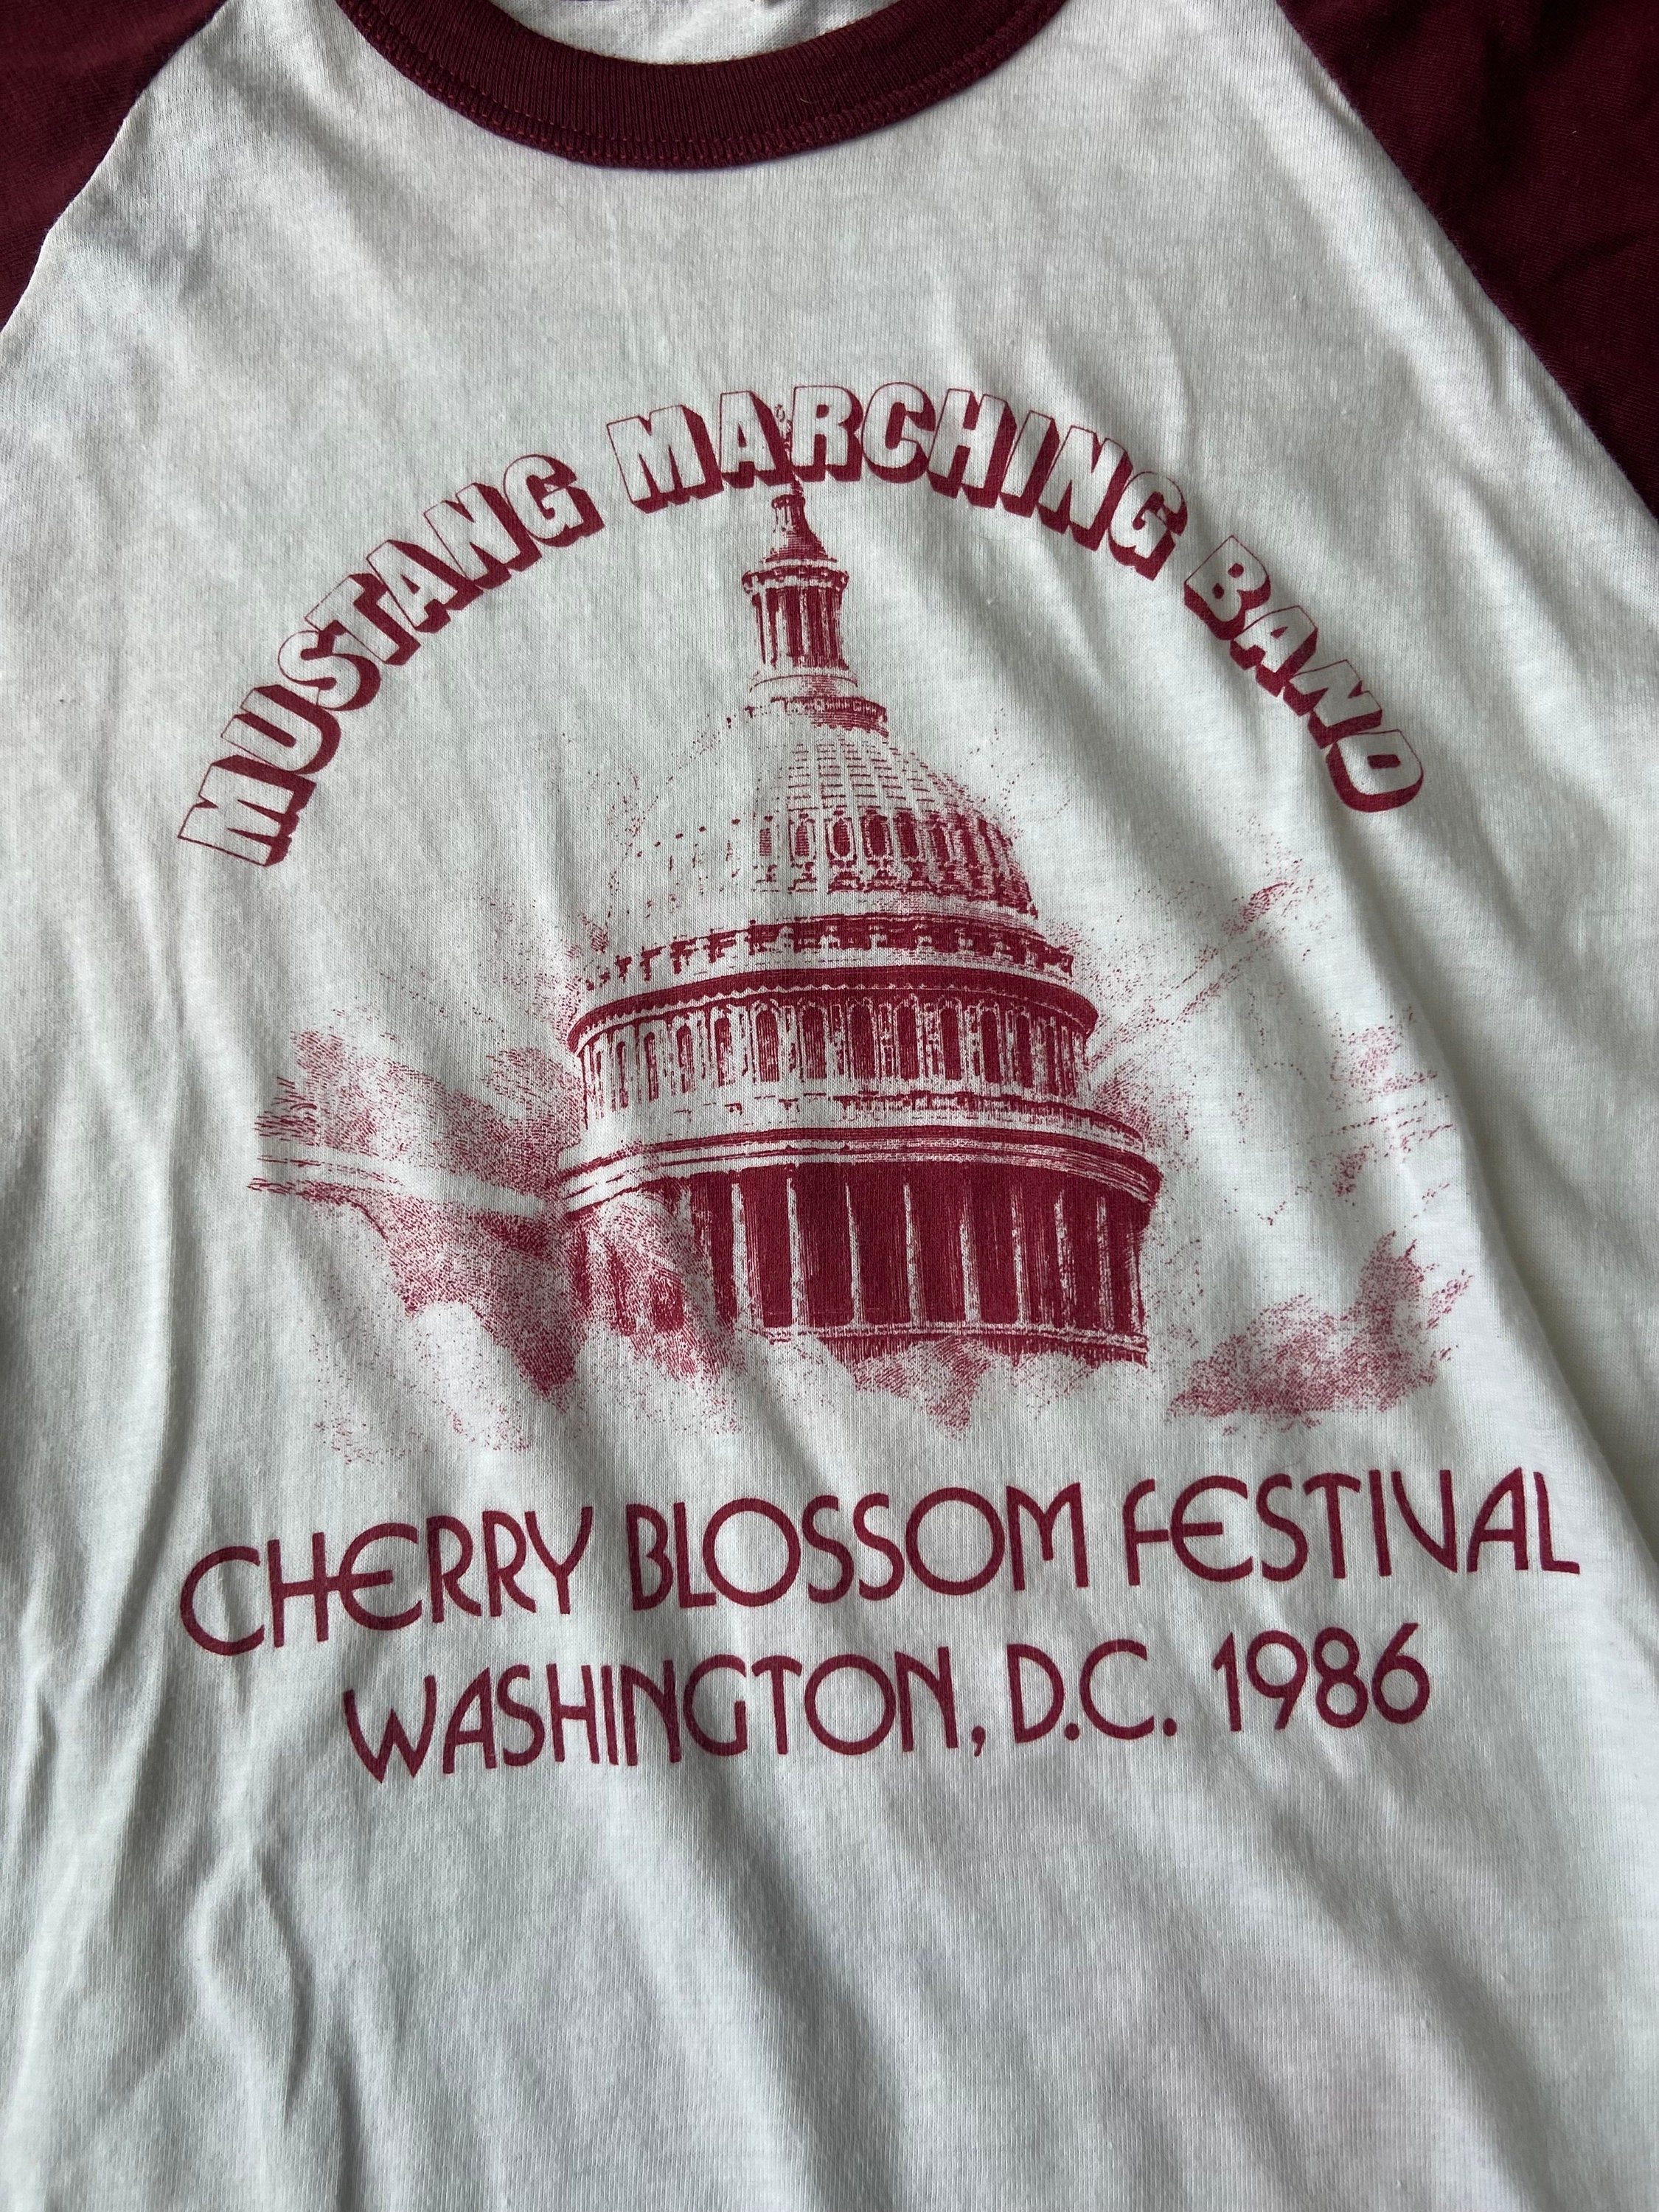 MUSTANG MARCHING BAND
CHERRY BLOSSOM FESTIVAL
WASHINGTON, D.C. 1986